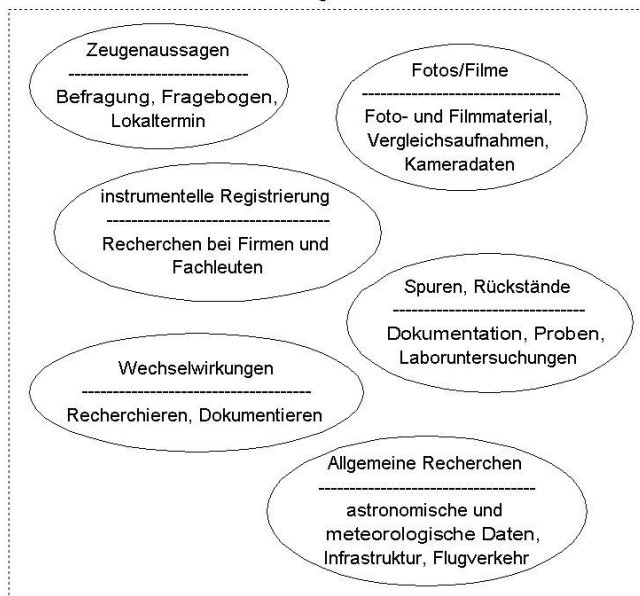 Zeugenaussagen
-----------------------------
Befragung, Fragebogen,
Lokaltermin
Fotos/Filme
--------------------------------
Foto- und Filmmaterial,
Vergleichsaufnahmen,
Kameradaten
instrumentelle Registrierung
------------------------------------
Recherchen bei Firmen und
Fachleuten
Spuren, Rückstände
-------------------------------
Dokumentation, Proben,
Laboruntersuchungen
Wechselwirkungen
-------------------------------------
Recherchieren, Dokumentieren
Allgemeine Recherchen
-----------------------------------
astronomische und
meteorologische Daten,
Infrastruktur, Flugverkehr